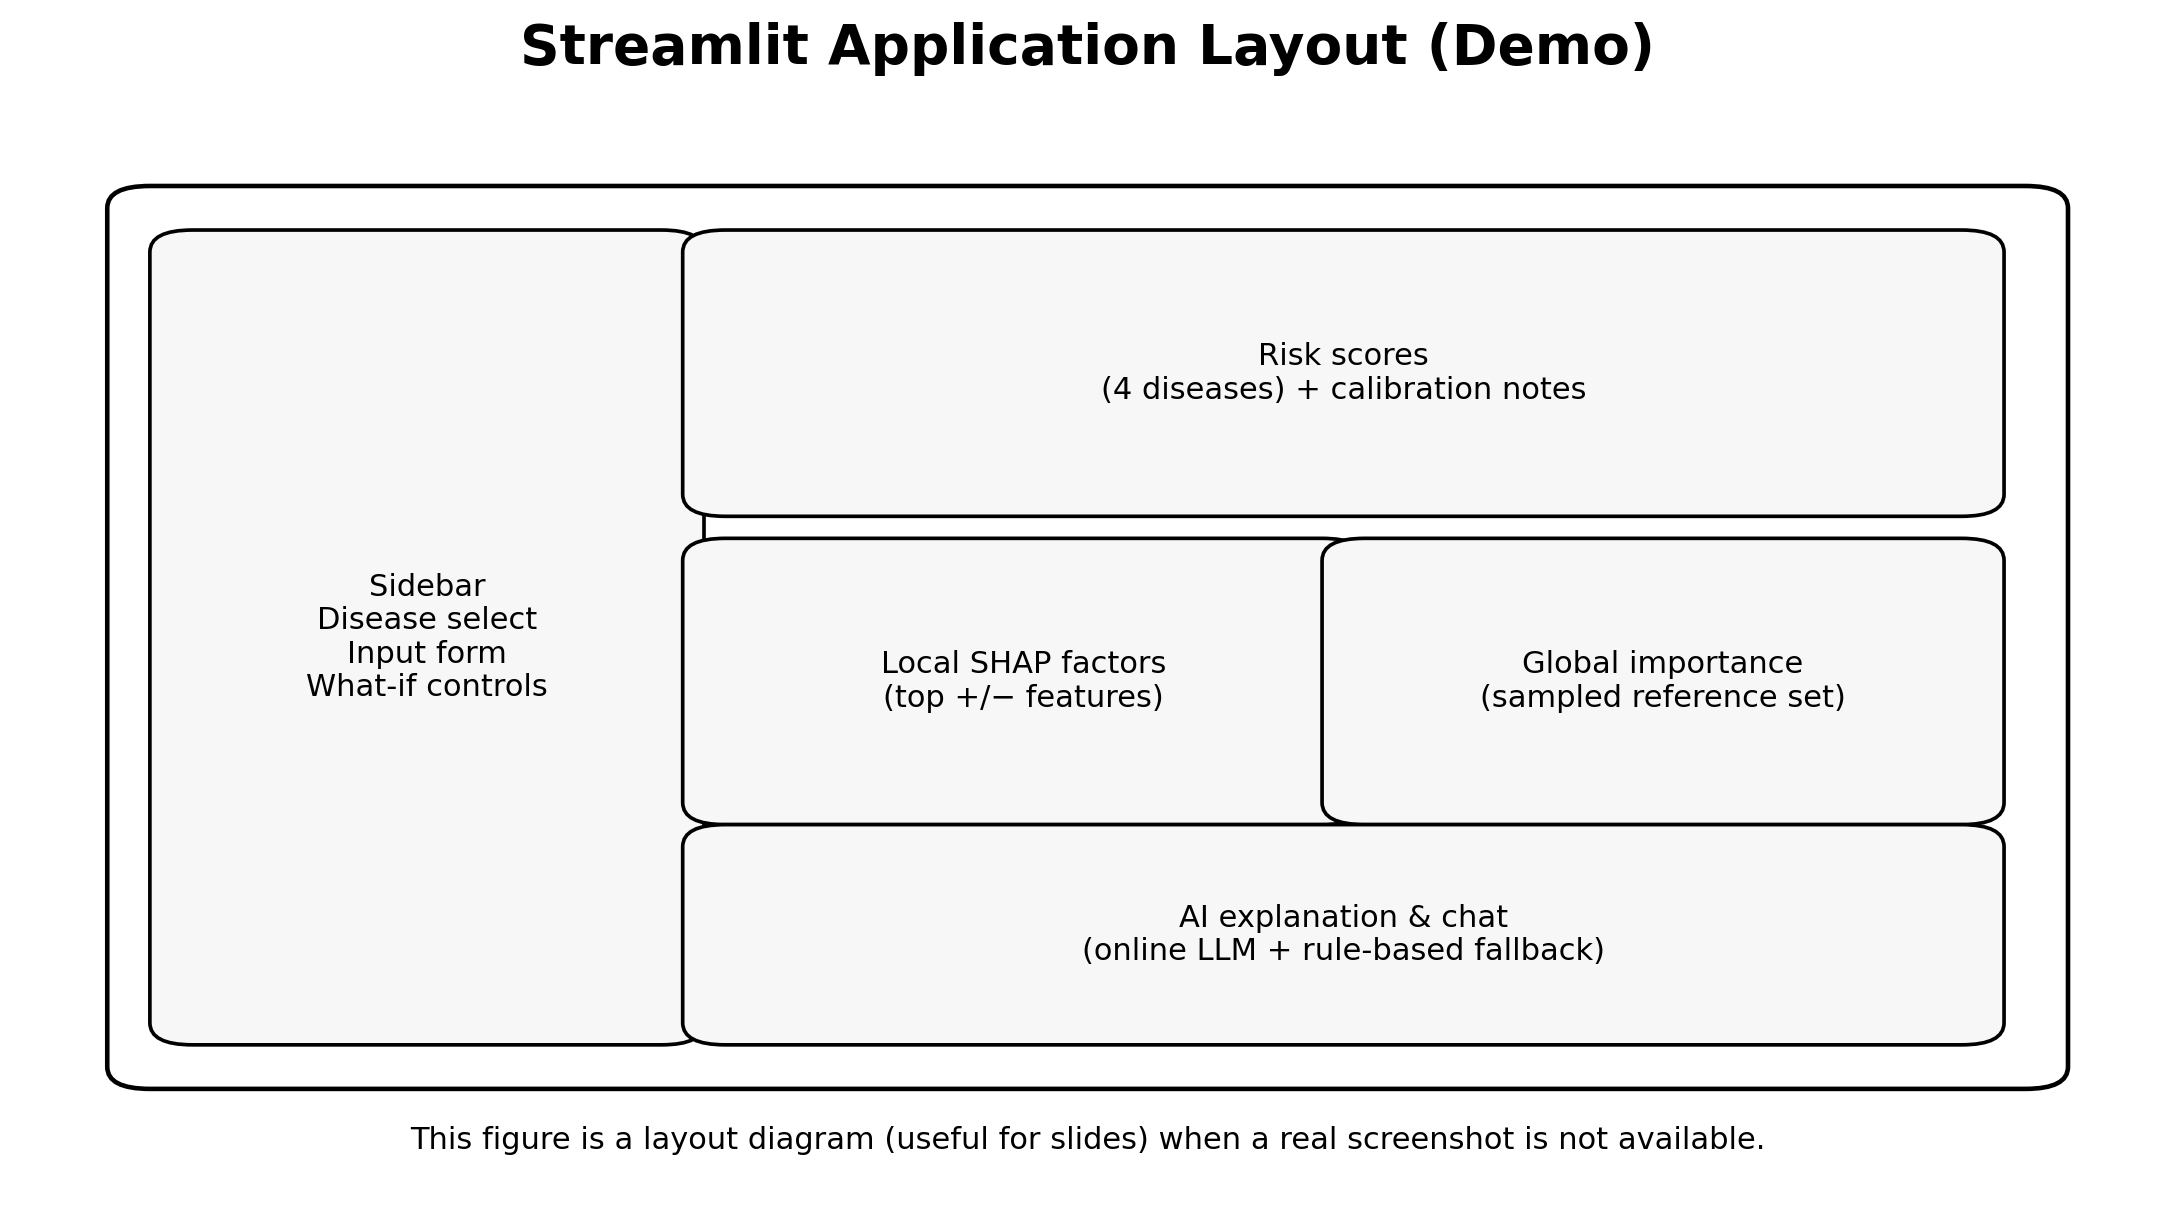 Streamlit Application Layout (Demo)
Sidebar
Disease select
Input form
What-if controls
Risk scores
(4 diseases) + calibration notes
Local SHAP factors
(top +/− features)
Global importance
(sampled reference set)
AI explanation & chat
(online LLM + rule-based fallback)
This figure is a layout diagram (useful for slides) when a real screenshot is not available.